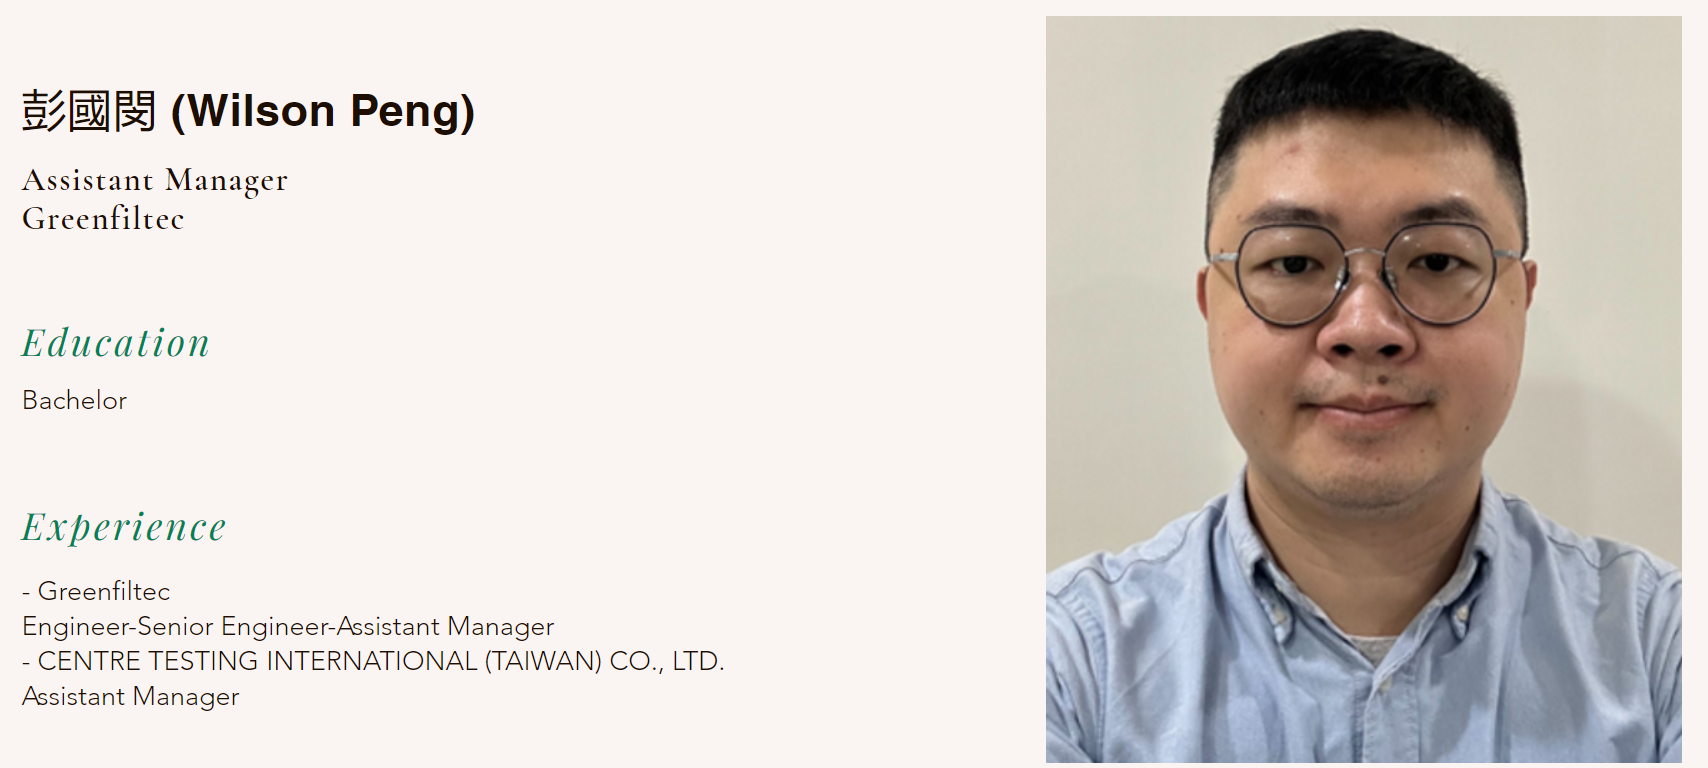 彭國閔 (Wilson Peng)
Assistant Manager
Greenfiltec
Education
Bachelor
Experience
- Greenfiltec
Engineer-Senior Engineer-Assistant Manager
- CENTRE TESTING INTERNATIONAL (TAIWAN) CO., LTD.
Assistant Manager